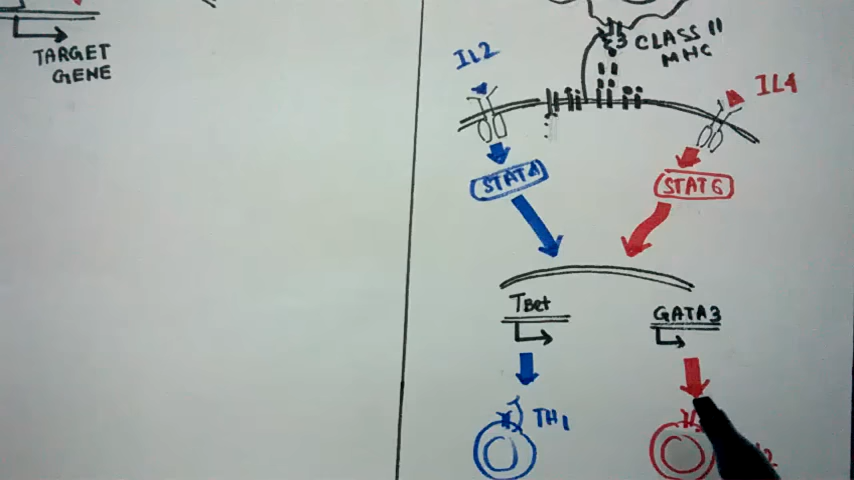 TARGET
GENE
IL2
CLASS II
MHC
IL4
STAT4
STAT6
TBet
GATA3
TH1